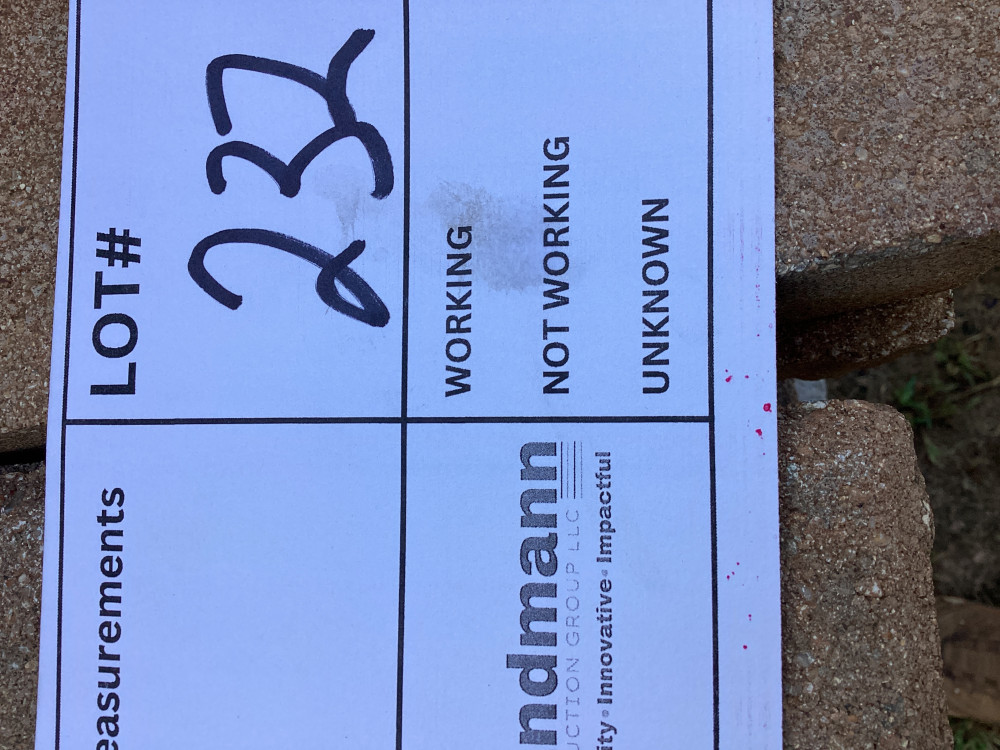 easurements
LOT# 232
ndmann
UCTION GROUP LLC
ity • Innovative • Impactful
WORKING
NOT WORKING
UNKNOWN